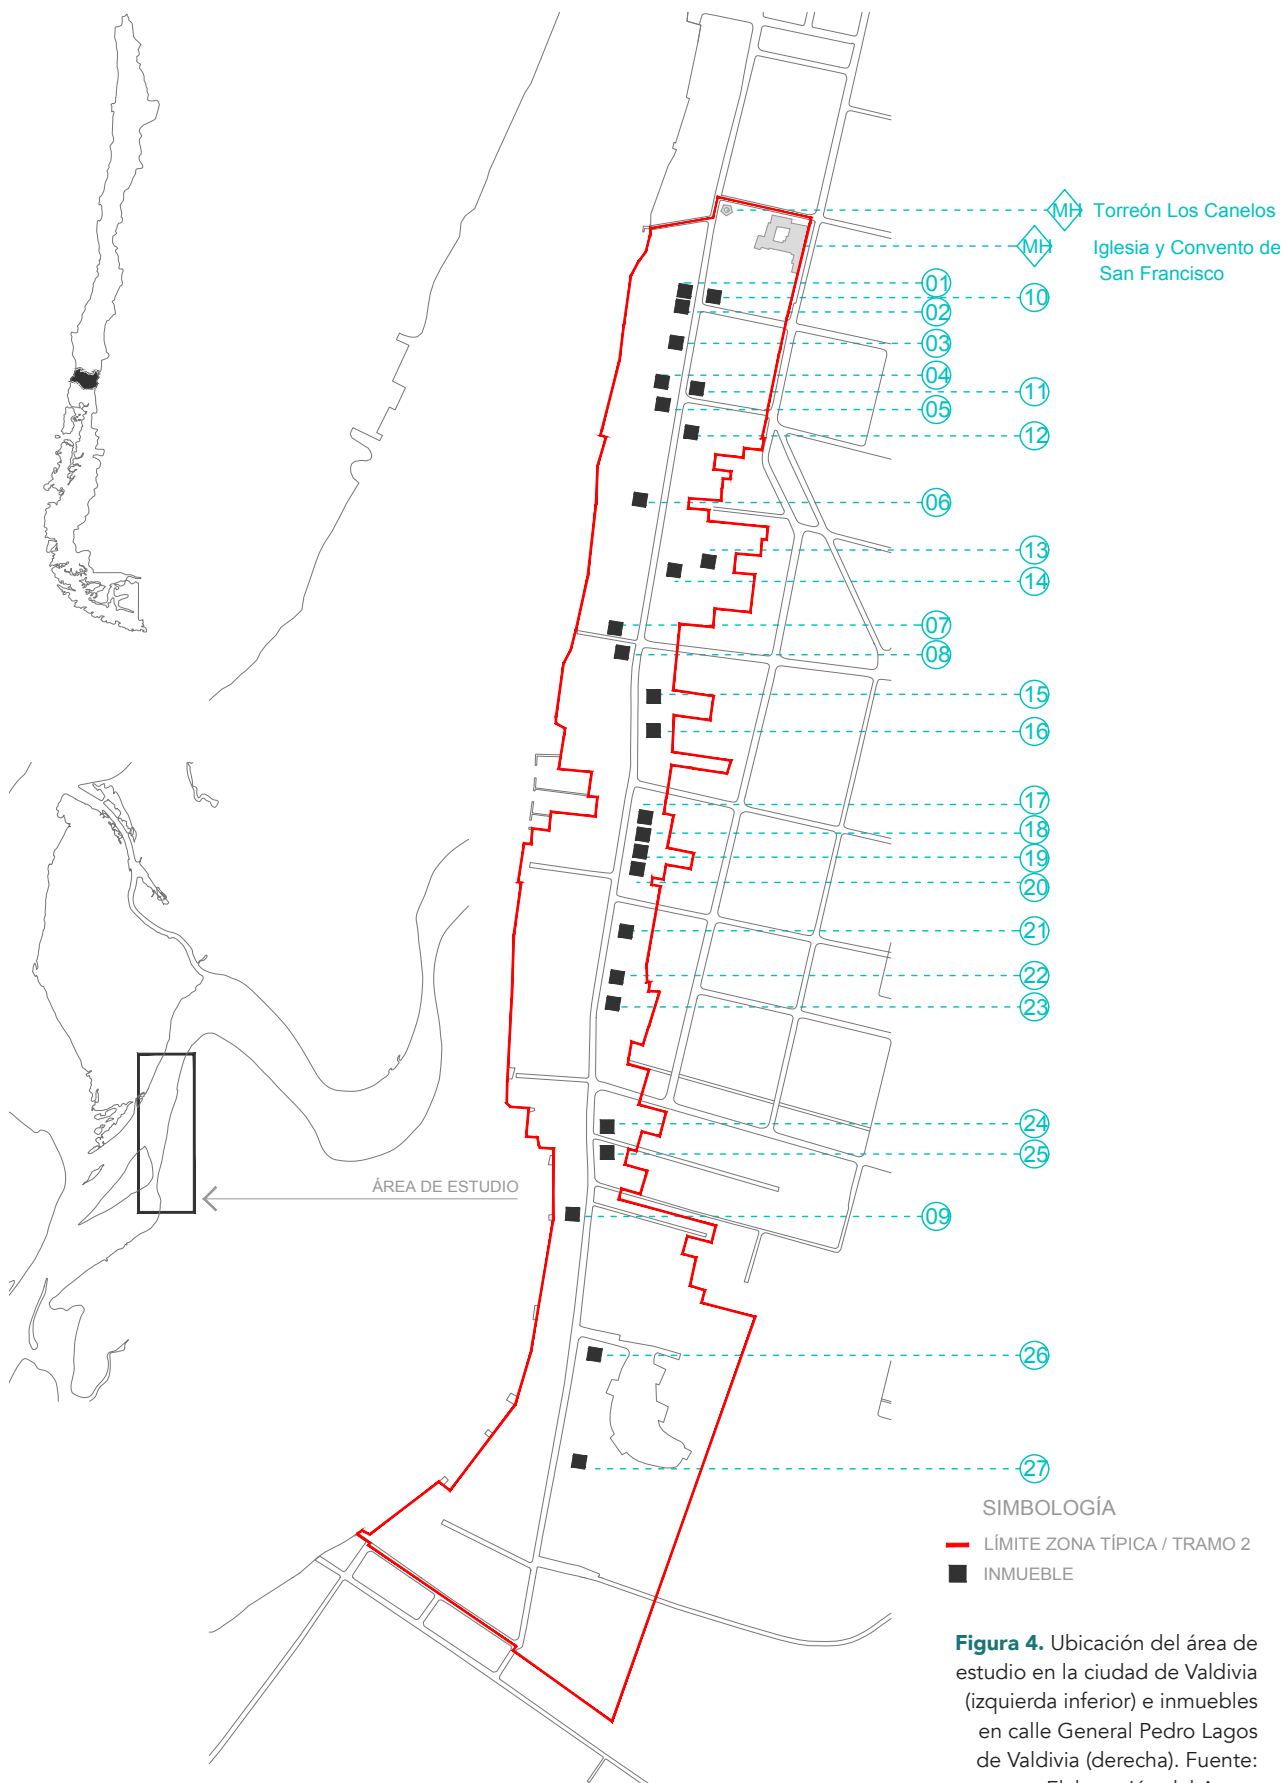 MH Torreón Los Canelos
MH Iglesia y Convento de
San Francisco
01
10
02
03
04
11
05
12
06
13
14
07
08
15
16
17
18
19
20
21
22
23
24
25
ÁREA DE ESTUDIO
09
26
27
SIMBOLOGÍA
LÍMITE ZONA TÍPICA / TRAMO 2
INMUEBLE
Figura 4. Ubicación del área de
estudio en la ciudad de Valdivia
(izquierda inferior) e inmuebles
en calle General Pedro Lagos
de Valdivia (derecha). Fuente: